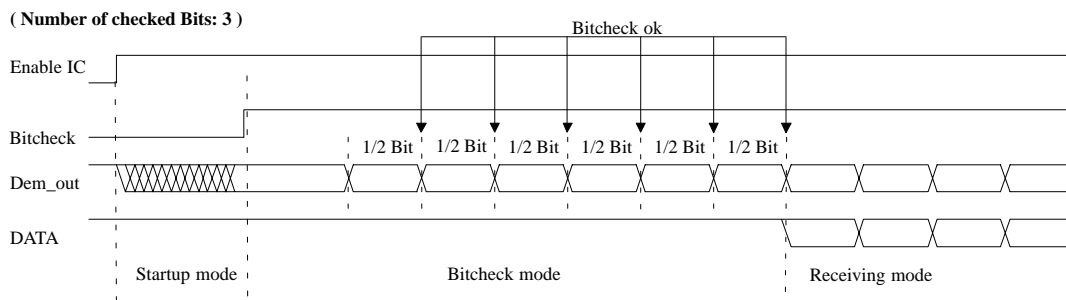 ( Number of checked Bits: 3 )
Bitcheck ok
Enable IC
Bitcheck
1/2 Bit 1/2 Bit 1/2 Bit 1/2 Bit 1/2 Bit 1/2 Bit
Dem_out
DATA
Startup mode Bitcheck mode Receiving mode